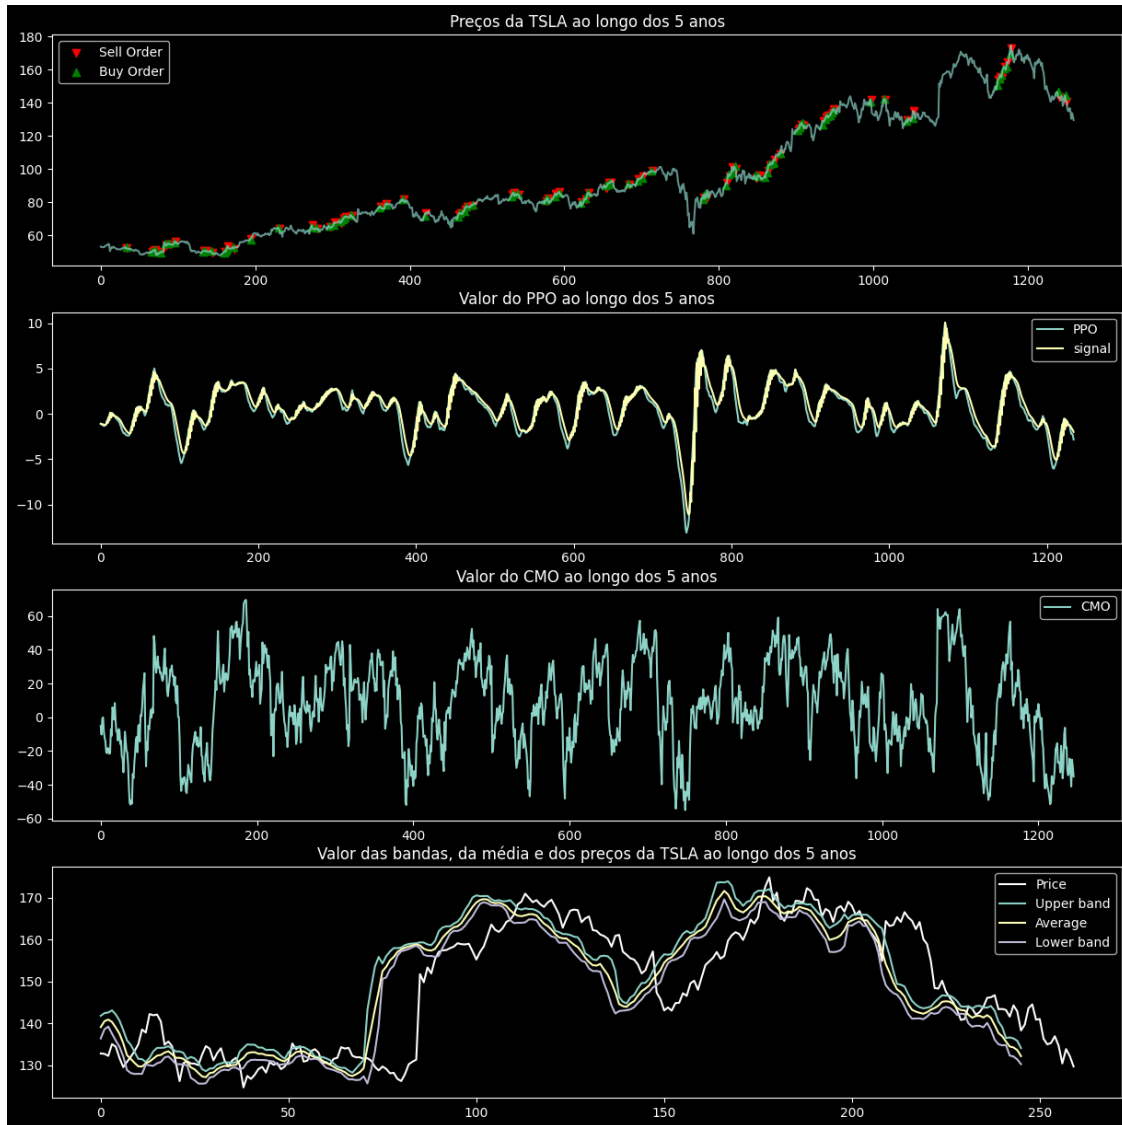 Preços da TSLA ao longo dos 5 anos
180
160
140
120
100
80
60
Sell Order
Buy Order
0 200 400 600 800 1000 1200
Valor do PPO ao longo dos 5 anos
10
5
0
−5
−10
PPO
signal
0 200 400 600 800 1000 1200
Valor do CMO ao longo dos 5 anos
60
40
20
0
−20
−40
−60
CMO
0 200 400 600 800 1000 1200
Valor das bandas, da média e dos preços da TSLA ao longo dos 5 anos
170
160
150
140
130
Price
Upper band
Average
Lower band
0 50 100 150 200 250